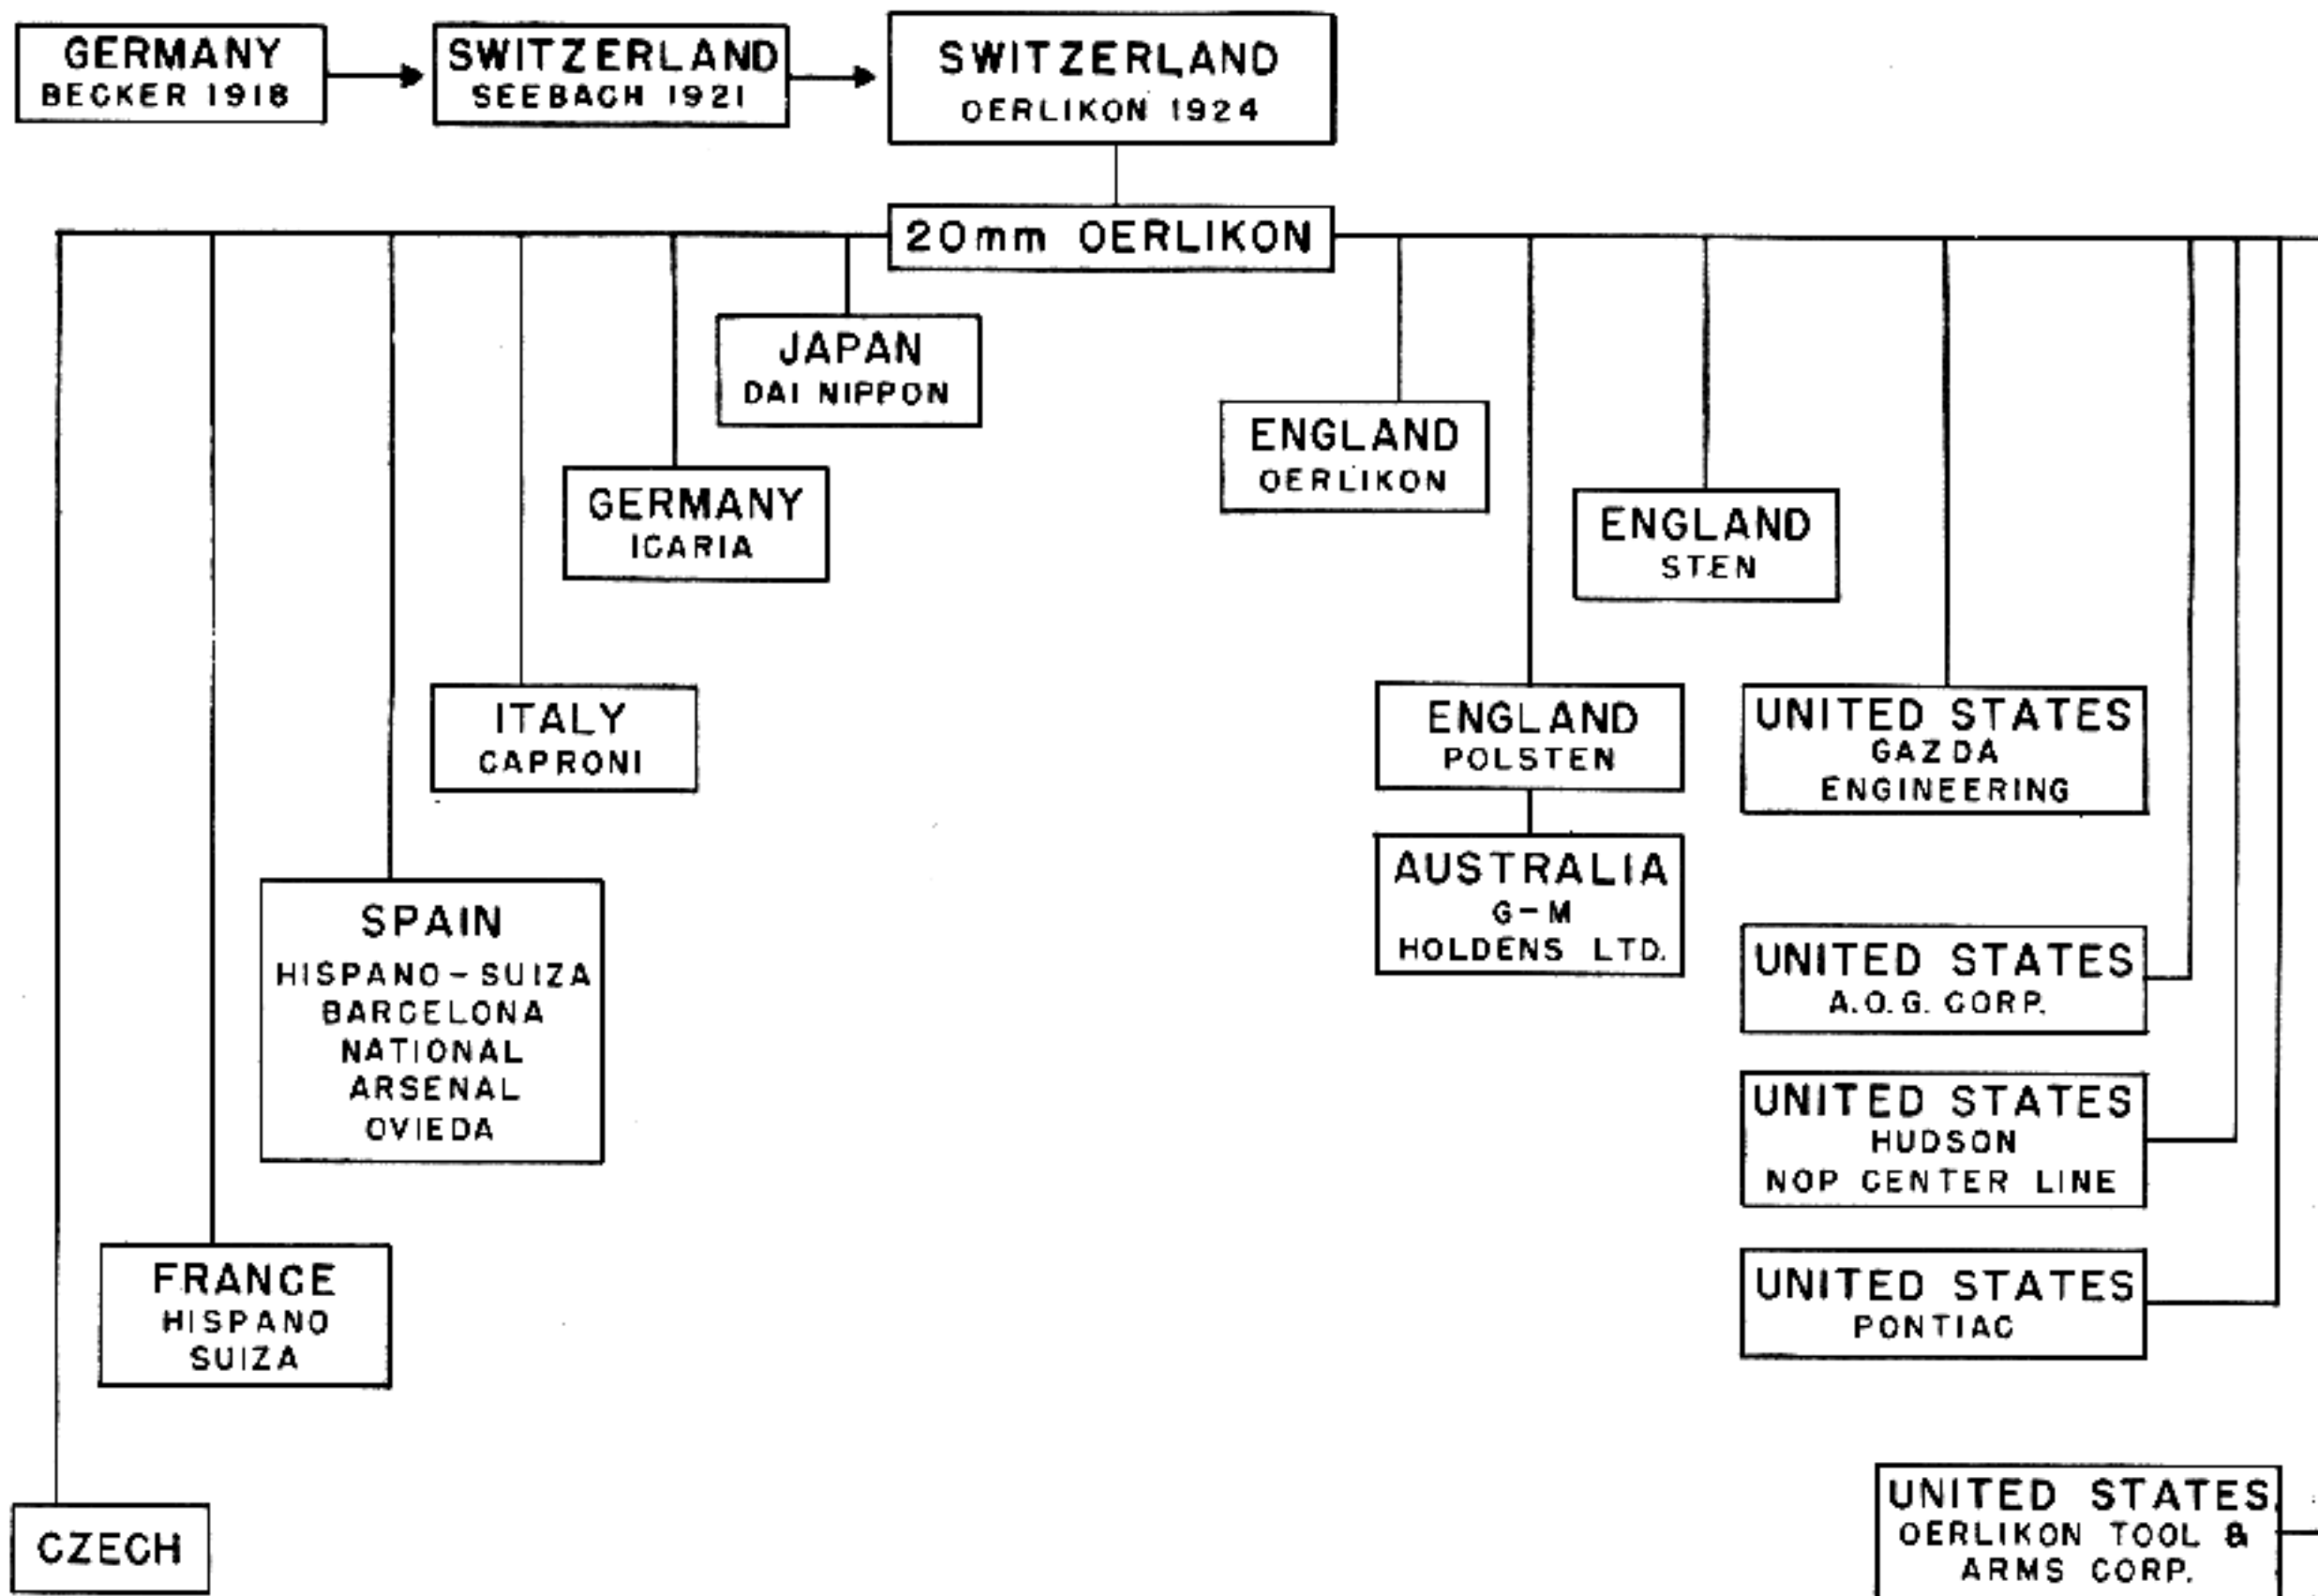 GERMANY
BECKER 1918
SWITZERLAND
SEEBACH 1921
SWITZERLAND
OERLIKON 1924
20mm OERLIKON
JAPAN
DAI NIPPON
ENGLAND
OERLIKON
GERMANY
ICARIA
ENGLAND
STEN
ITALY
CAPRONI
ENGLAND
POLSTEN
UNITED STATES
GAZDA
ENGINEERING
AUSTRALIA
G-M
HOLDENS LTD.
SPAIN
HISPANO-SUIZA
BARCELONA
NATIONAL
ARSENAL
OVIEDA
UNITED STATES
A.O.G. CORP.
UNITED STATES
HUDSON
NOP CENTER LINE
FRANCE
HISPANO
SUIZA
UNITED STATES
PONTIAC
CZECH
UNITED STATES
OERLIKON TOOL &
ARMS CORP.